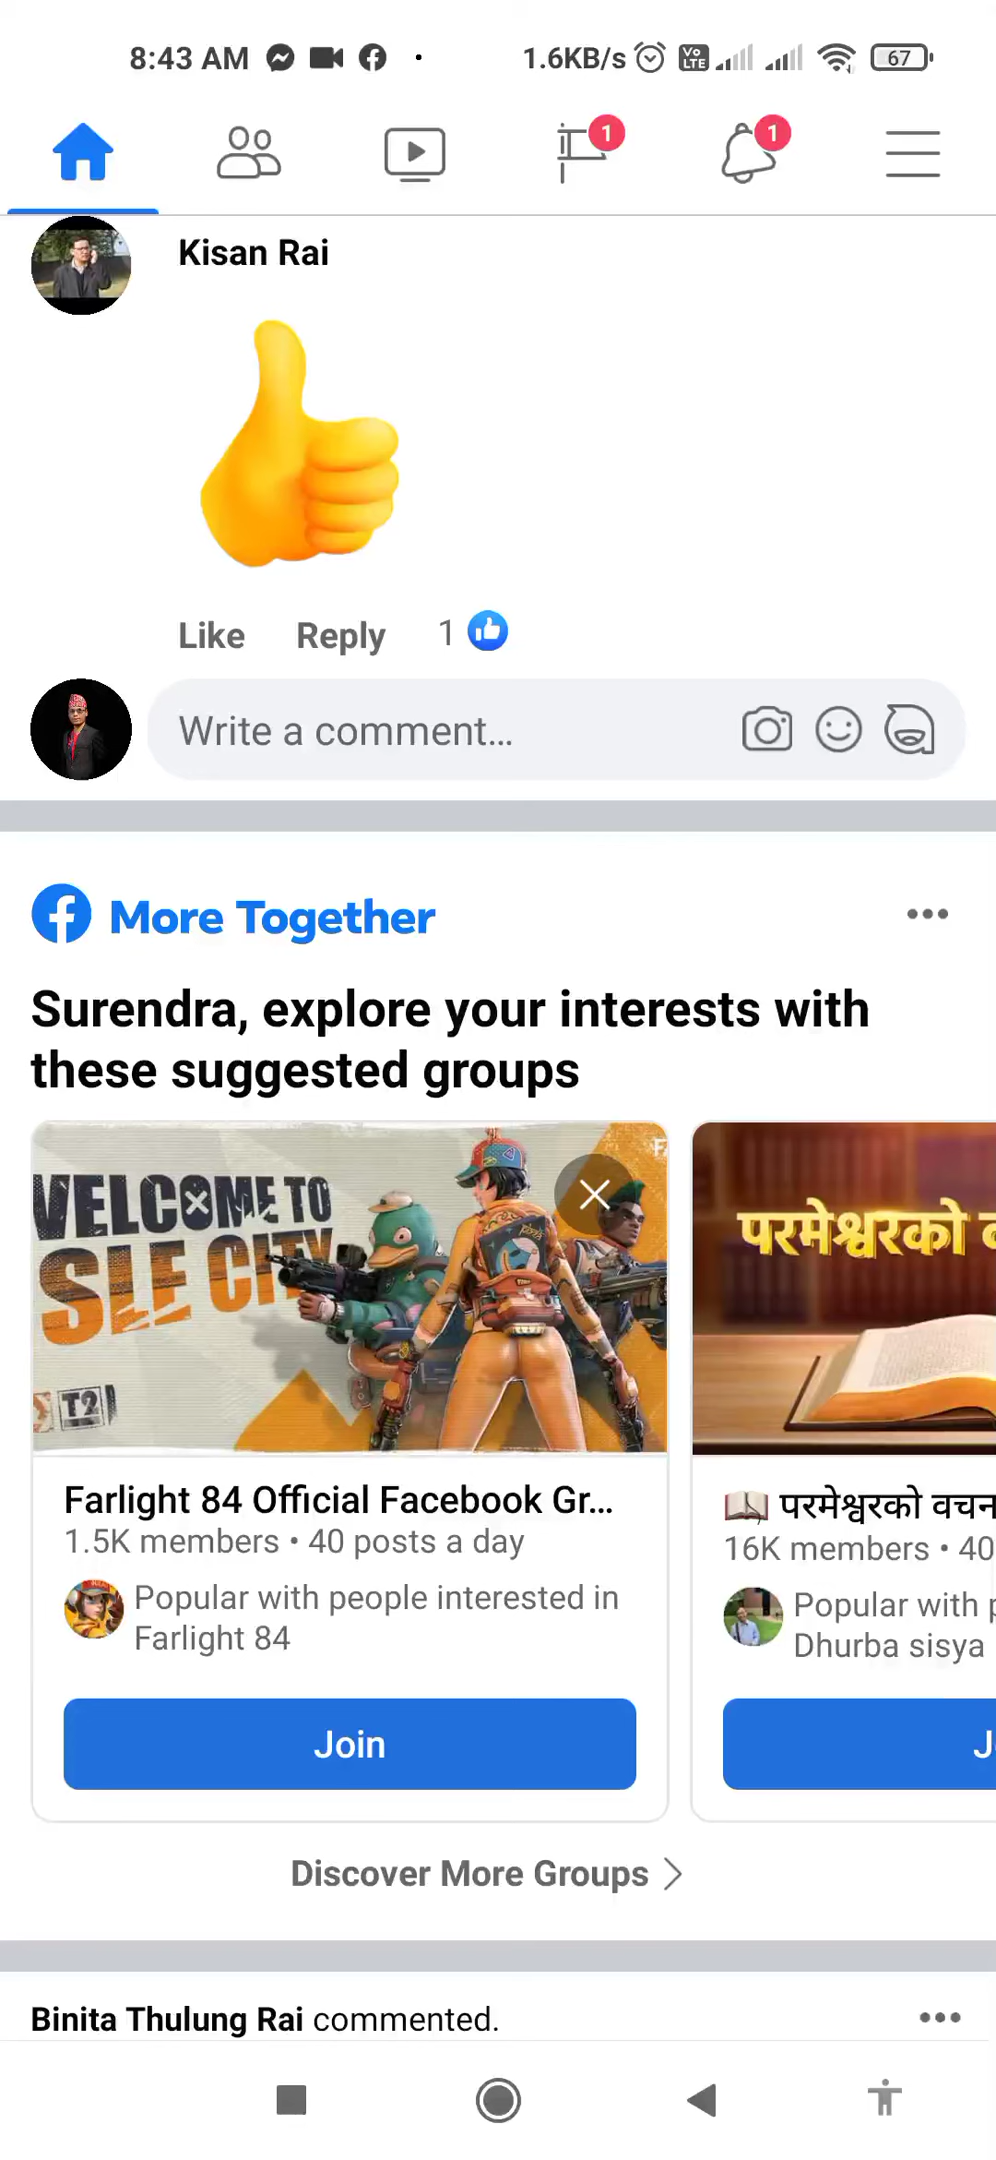 8:43 AM 1.6KB/s Vo LTE 67
1
1
Kisan Rai
Like Reply 1
Write a comment...
More Together
•••
Surendra, explore your interests with
these suggested groups
WELCOME TO
परमेश्वरको
Farlight 84 Official Facebook Gr...
1.5K members • 40 posts a day
Popular with people interested in
Farlight 84
Join
📖 परमेश्वरको वचन
16K members • 40
Popular with
Dhurba sisya
Discover More Groups
Binita Thulung Rai commented.
•••